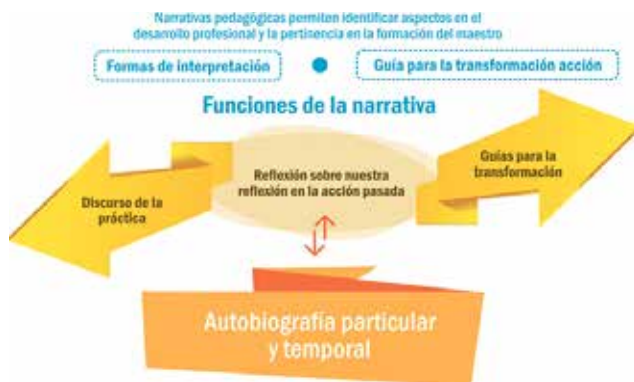 Narrativas pedagógicas permiten identificar aspectos en el
desarrollo profesional y la pertinencia en la formación del maestro
Formas de interpretación
Guía para la transformación acción
Funciones de la narrativa
Discurso de la
práctica
Reflexión sobre nuestra
reflexión en la acción pasada
Guías para la
transformación
Autobiografía particular
y temporal